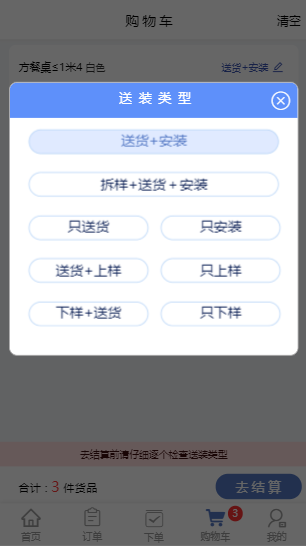 购物车 清空
方餐桌≤1米4 白色 送货+安装
送装类型
送货+安装
拆样+送货+安装
只送货 只安装
送货+上样 只上样
下样+送货 只下样
去结算前请仔细逐个检查送装类型
合计：3 件货品 去结算
3
首页 订单 下单 购物车 我的